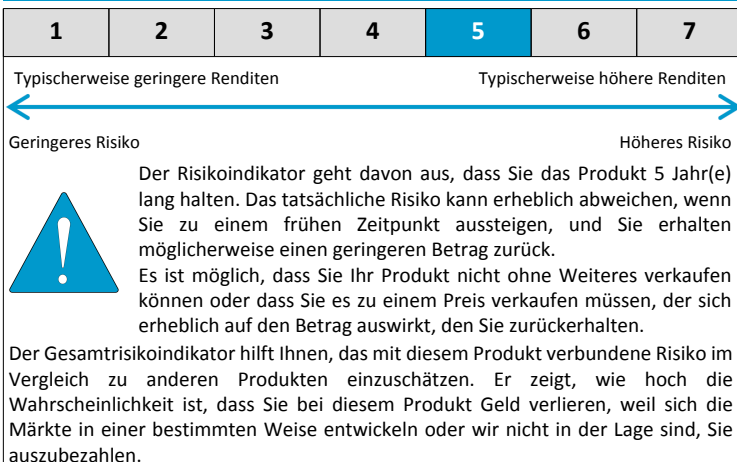 1 2 3 4 5 6 7
Typischerweise geringere Renditen Typischerweise höhere Renditen
Geringeres Risiko Höheres Risiko
Der Risikoindikator geht davon aus, dass Sie das Produkt 5 Jahr(e)
lang halten. Das tatsächliche Risiko kann erheblich abweichen, wenn
Sie zu einem frühen Zeitpunkt aussteigen, und Sie erhalten
möglicherweise einen geringeren Betrag zurück.
Es ist möglich, dass Sie Ihr Produkt nicht ohne Weiteres verkaufen
können oder dass Sie es zu einem Preis verkaufen müssen, der sich
erheblich auf den Betrag auswirkt, den Sie zurückerhalten.
Der Gesamtrisikoindikator hilft Ihnen, das mit diesem Produkt verbundene Risiko im
Vergleich zu anderen Produkten einzuschätzen. Er zeigt, wie hoch die
Wahrscheinlichkeit ist, dass Sie bei diesem Produkt Geld verlieren, weil sich die
Märkte in einer bestimmten Weise entwickeln oder wir nicht in der Lage sind, Sie
auszubezahlen.